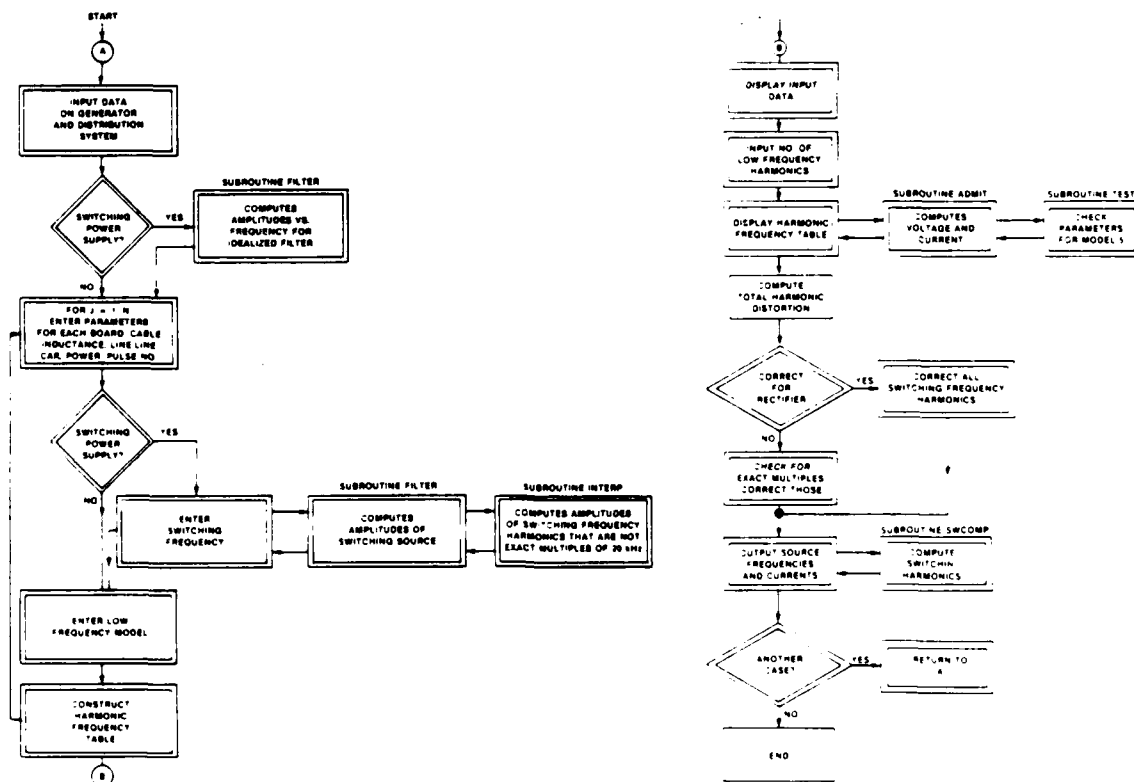 START
A
INPUT DATA
ON GENERATOR
AND DISTRIBUTION
SYSTEM
SWITCHING
POWER
SUPPLY?
YES
NO
SUBROUTINE FILTER
COMPUTES
AMPLITUDES VS.
FREQUENCY FOR
IDEALIZED FILTER
FOR J = 1 N
ENTER PARAMETERS
FOR EACH BOARD CABLE
INDUCTANCE, LINE LINE
CAP, POWER, PULSE NO
SWITCHING
POWER
SUPPLY?
YES
NO
ENTER
SWITCHING
FREQUENCY
SUBROUTINE FILTER
COMPUTES
AMPLITUDES OF
SWITCHING SOURCE
SUBROUTINE INTERP
COMPUTES AMPLITUDES
OF SWITCHING FREQUENCY
HARMONICS THAT ARE NOT
EXACT MULTIPLES OF 20 kHz
ENTER LOW
FREQUENCY MODEL
CONSTRUCT
HARMONIC
FREQUENCY
TABLE
B
B
DISPLAY INPUT
DATA
INPUT NO. OF
LOW FREQUENCY
HARMONICS
DISPLAY HARMONIC
FREQUENCY TABLE
SUBROUTINE ADMIT
COMPUTES
VOLTAGE AND
CURRENT
SUBROUTINE TEST
CHECK
PARAMETERS
FOR MODEL 5
COMPUTE
TOTAL HARMONIC
DISTORTION
CORRECT
FOR
RECTIFIER
YES
NO
CORRECT ALL
SWITCHING FREQUENCY
HARMONICS
CHECK FOR
EXACT MULTIPLES
CORRECT THOSE
OUTPUT SOURCE
FREQUENCIES
AND CURRENTS
SUBROUTINE SWCOMP
COMPUTE
SWITCHIN
HARMONICS
ANOTHER
CASE?
YES
NO
RETURN TO
A
END